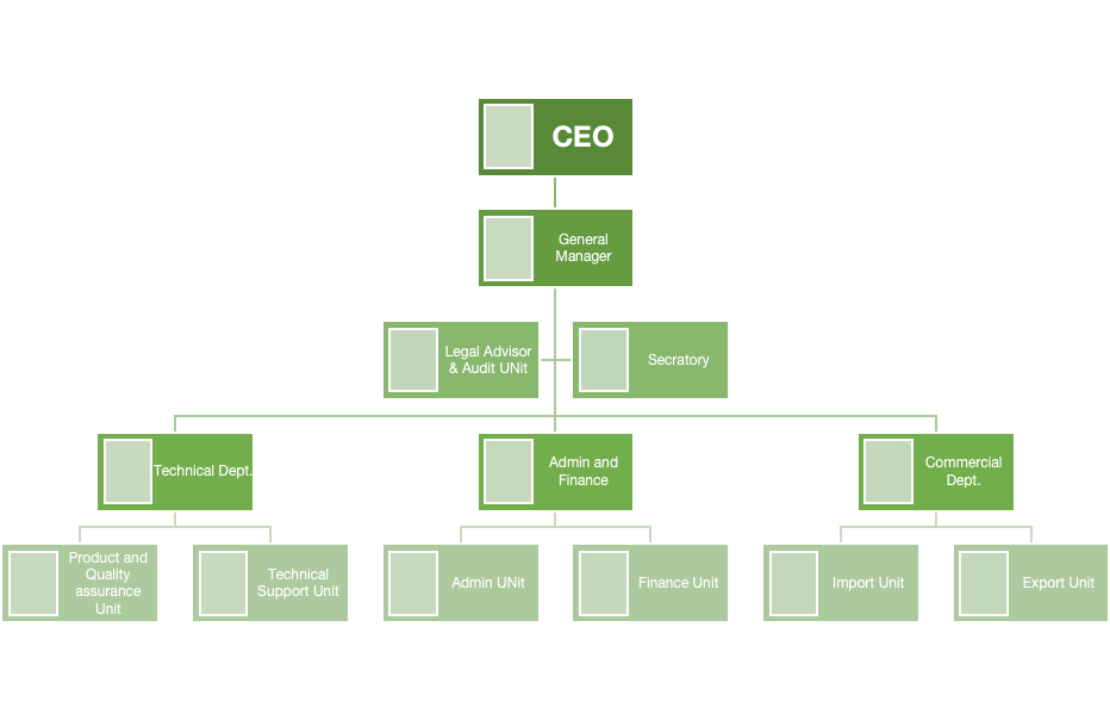 CEO
General
Manager
Legal Advisor
& Audit UNit
Secratory
Technical Dept.
Admin and
Finance
Commercial
Dept.
Product and
Quality
assurance
Unit
Technical
Support Unit
Admin UNit
Finance Unit
Import Unit
Export Unit